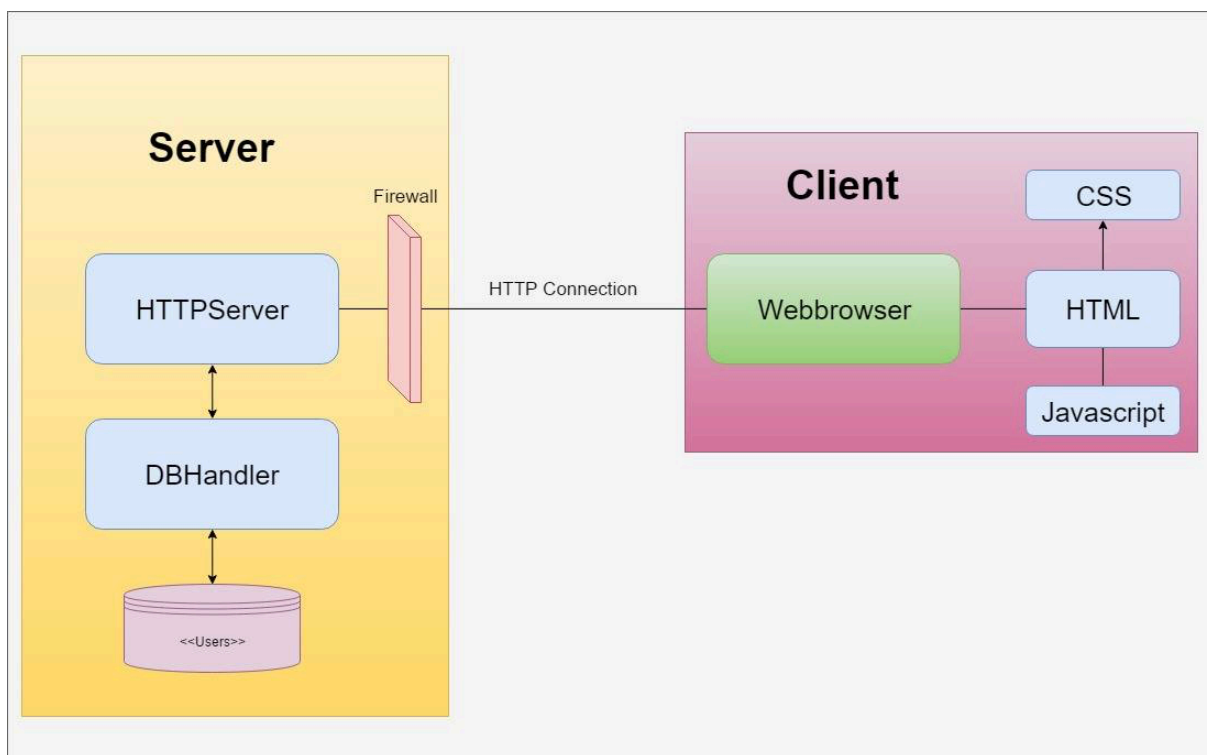 Server
Firewall
HTTPServer
DBHandler
<<Users>>
HTTP Connection
Client
CSS
Webbrowser
HTML
Javascript